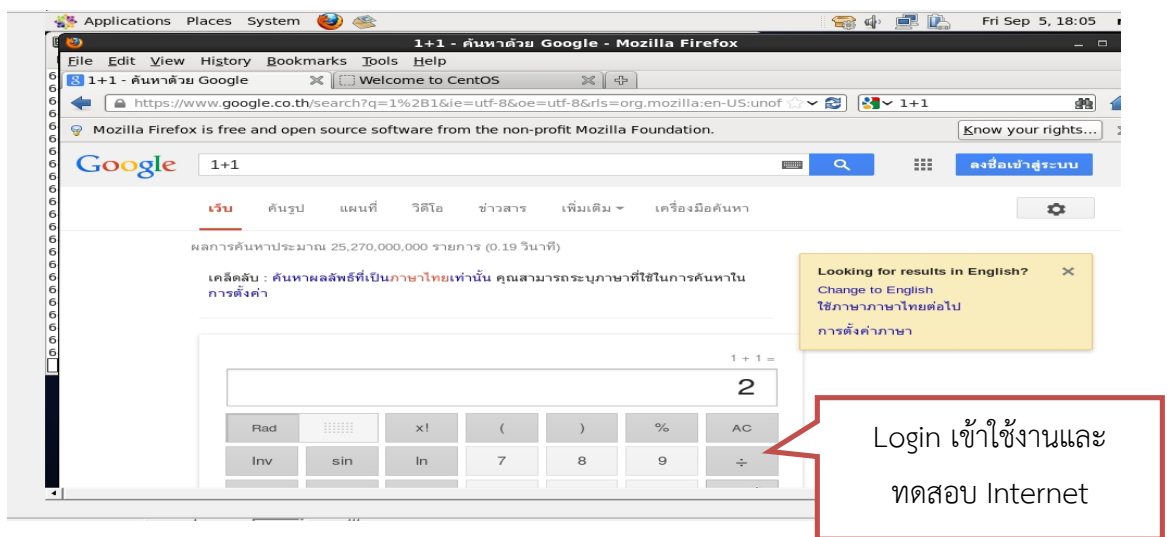 Applications Places System Fri Sep 5, 18:05
1+1 - ค้นหาด้วย Google - Mozilla Firefox
File Edit View History Bookmarks Tools Help
1+1 - ค้นหาด้วย Google Welcome to CentOS
https://www.google.co.th/search?q=1%2B1&ie=utf-8&oe=utf-8&rls=org.mozilla:en-US:unof 1+1
Mozilla Firefox is free and open source software from the non-profit Mozilla Foundation. Know your rights...
Google 1+1 ลงชื่อเข้าสู่ระบบ
เว็บ ค้นรูป แผนที่ วิดีโอ ข่าวสาร เพิ่มเติม เครื่องมือค้นหา
ผลการค้นหาประมาณ 25,270,000,000 รายการ (0.19 วินาที)
เคล็ดลับ : ค้นหาผลลัพธ์ที่เป็นภาษาไทยเท่านั้น คุณสามารถระบุภาษาที่ใช้ในการค้นหาใน
การตั้งค่า
Looking for results in English?
Change to English
ใช้ภาษาภาษาไทยต่อไป
การตั้งค่าภาษา
1 + 1 =
2
Rad x! ( ) % AC
Inv sin ln 7 8 9 ÷
Login เข้าใช้งานและ
ทดสอบ Internet